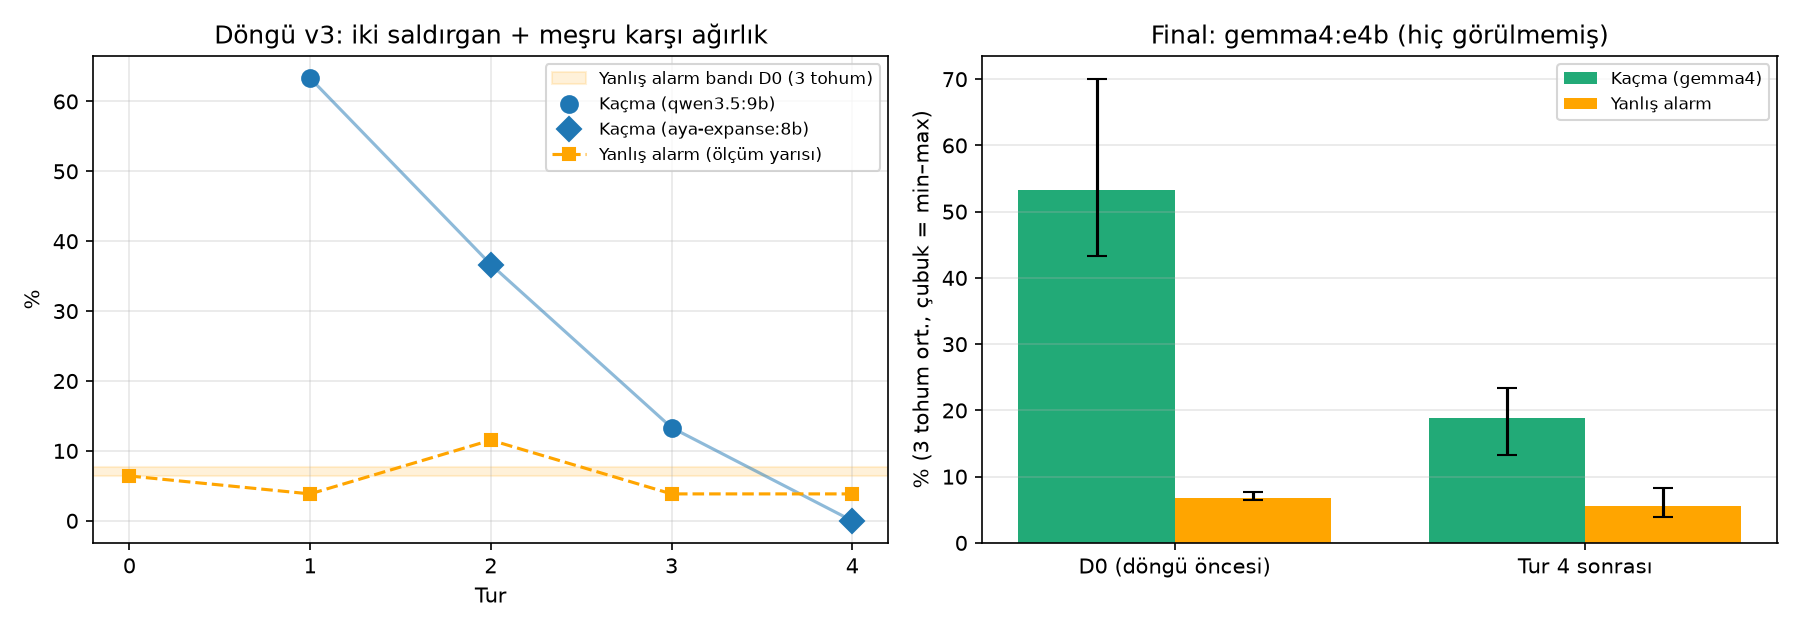 Döngü v3: iki saldırgan + meşru karşı ağırlık
%
60
50
40
30
20
10
0
0 1 2 3 4
Tur
Yanlış alarm bandı D0 (3 tohum)
Kaçma (qwen3.5:9b)
Kaçma (aya-expanse:8b)
Yanlış alarm (ölçüm yarısı)
Final: gemma4:e4b (hiç görülmemiş)
% (3 tohum ort., çubuk = min–max)
70
60
50
40
30
20
10
0
D0 (döngü öncesi) Tur 4 sonrası
Kaçma (gemma4)
Yanlış alarm